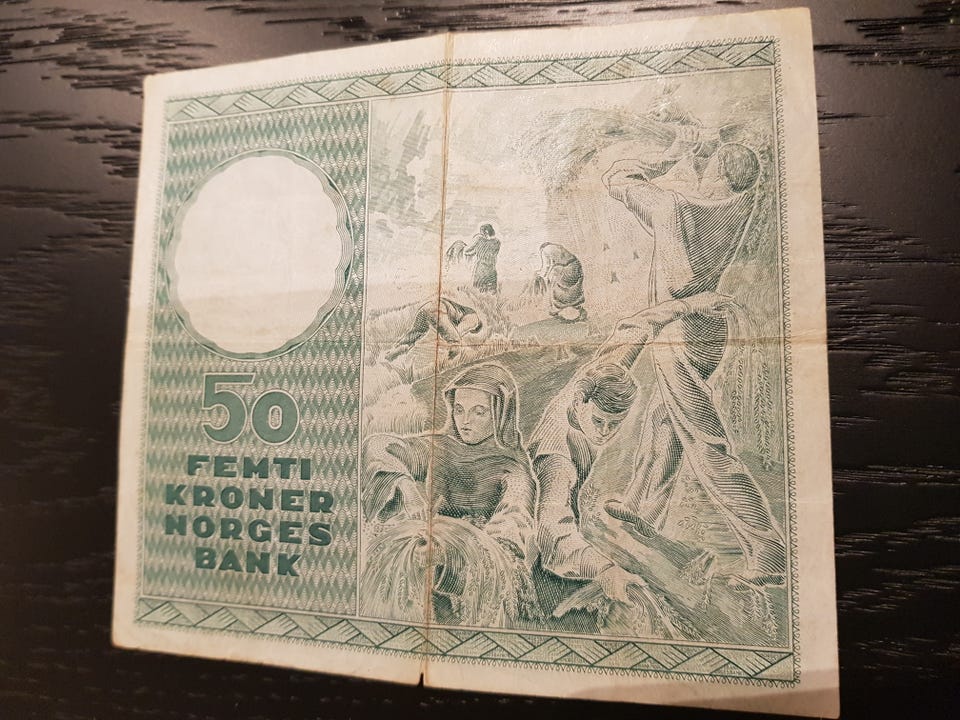 50
FEMTI
KRONER
NORGES
BANK